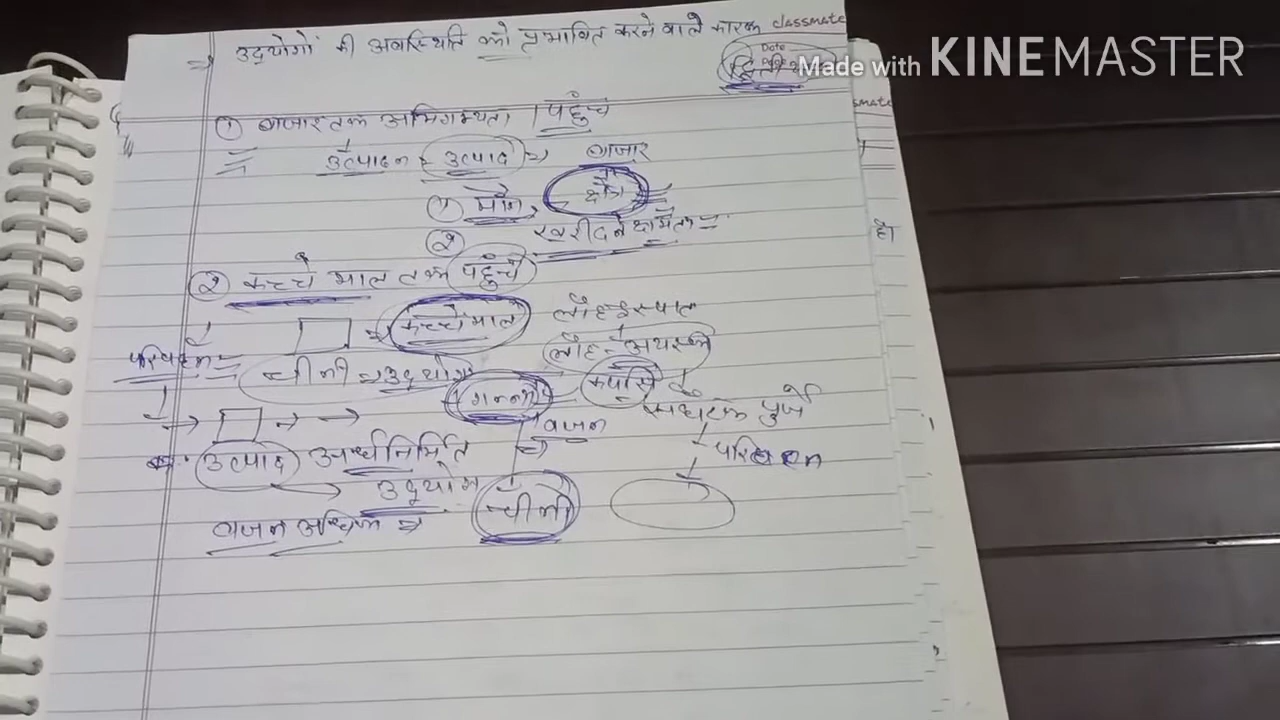 ⇒ उद्योगों की अवस्थिति को प्रभावित करने वाले कारक
classmate
Date
Made with KINEMASTER
① बाजार तक अभिगम्यता / पहुँच
उत्पादन उत्पाद ⇒ बाजार
① माँग, क्षेत्र
② खरीदने क्षमता =
② कच्चे माल तक पहुँच
कच्चे माल लौह इस्पात
परिवहन = लौह - अयस्क
चीनी ⇒ उद्योग गन्ना = कपास
वजन पुर्जे
उत्पाद अर्धनिर्मित परिवहन
उद्योग चीनी
वजन अधिक ⇒
smate
है